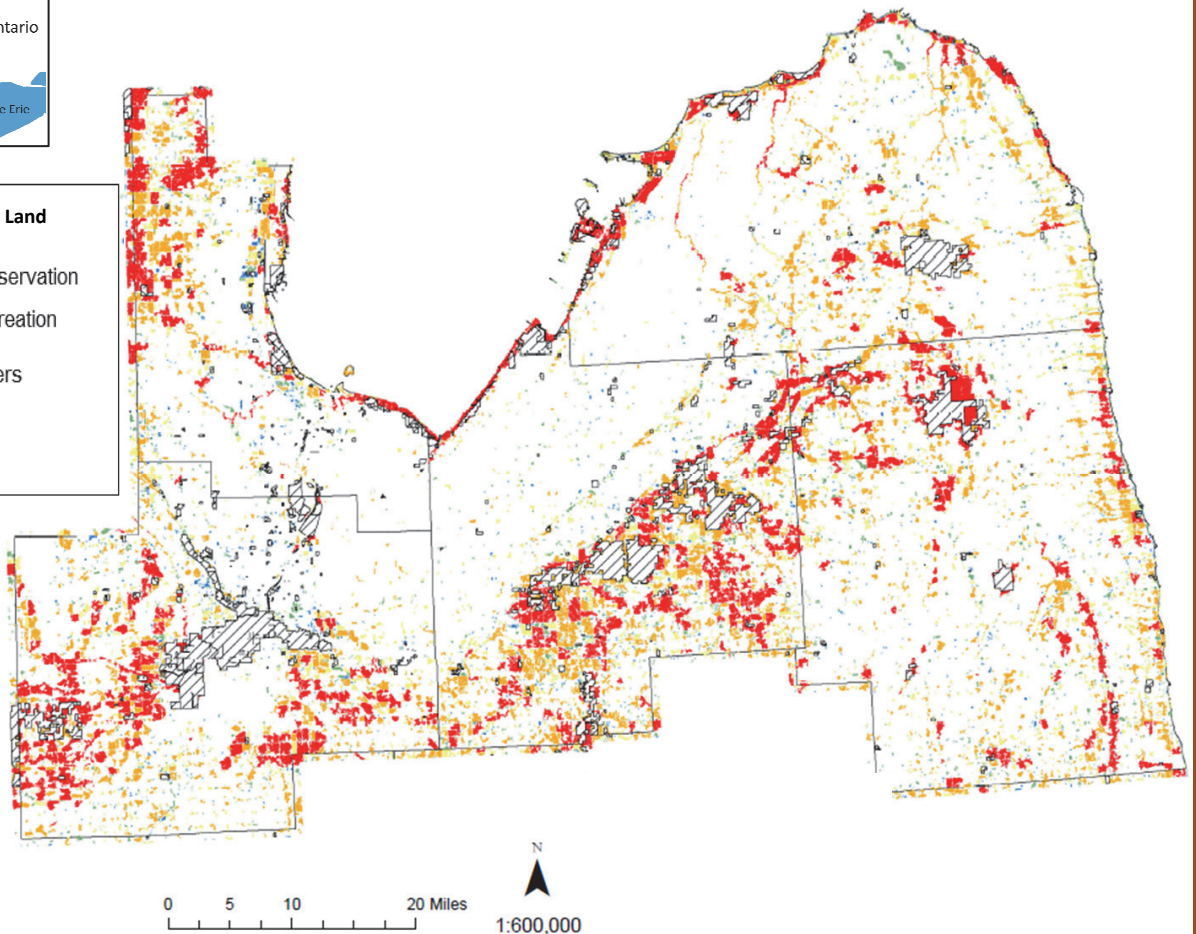 ntario
e Erie
Land
servation
reation
ers
N
0 5 10 20 Miles
1:600,000